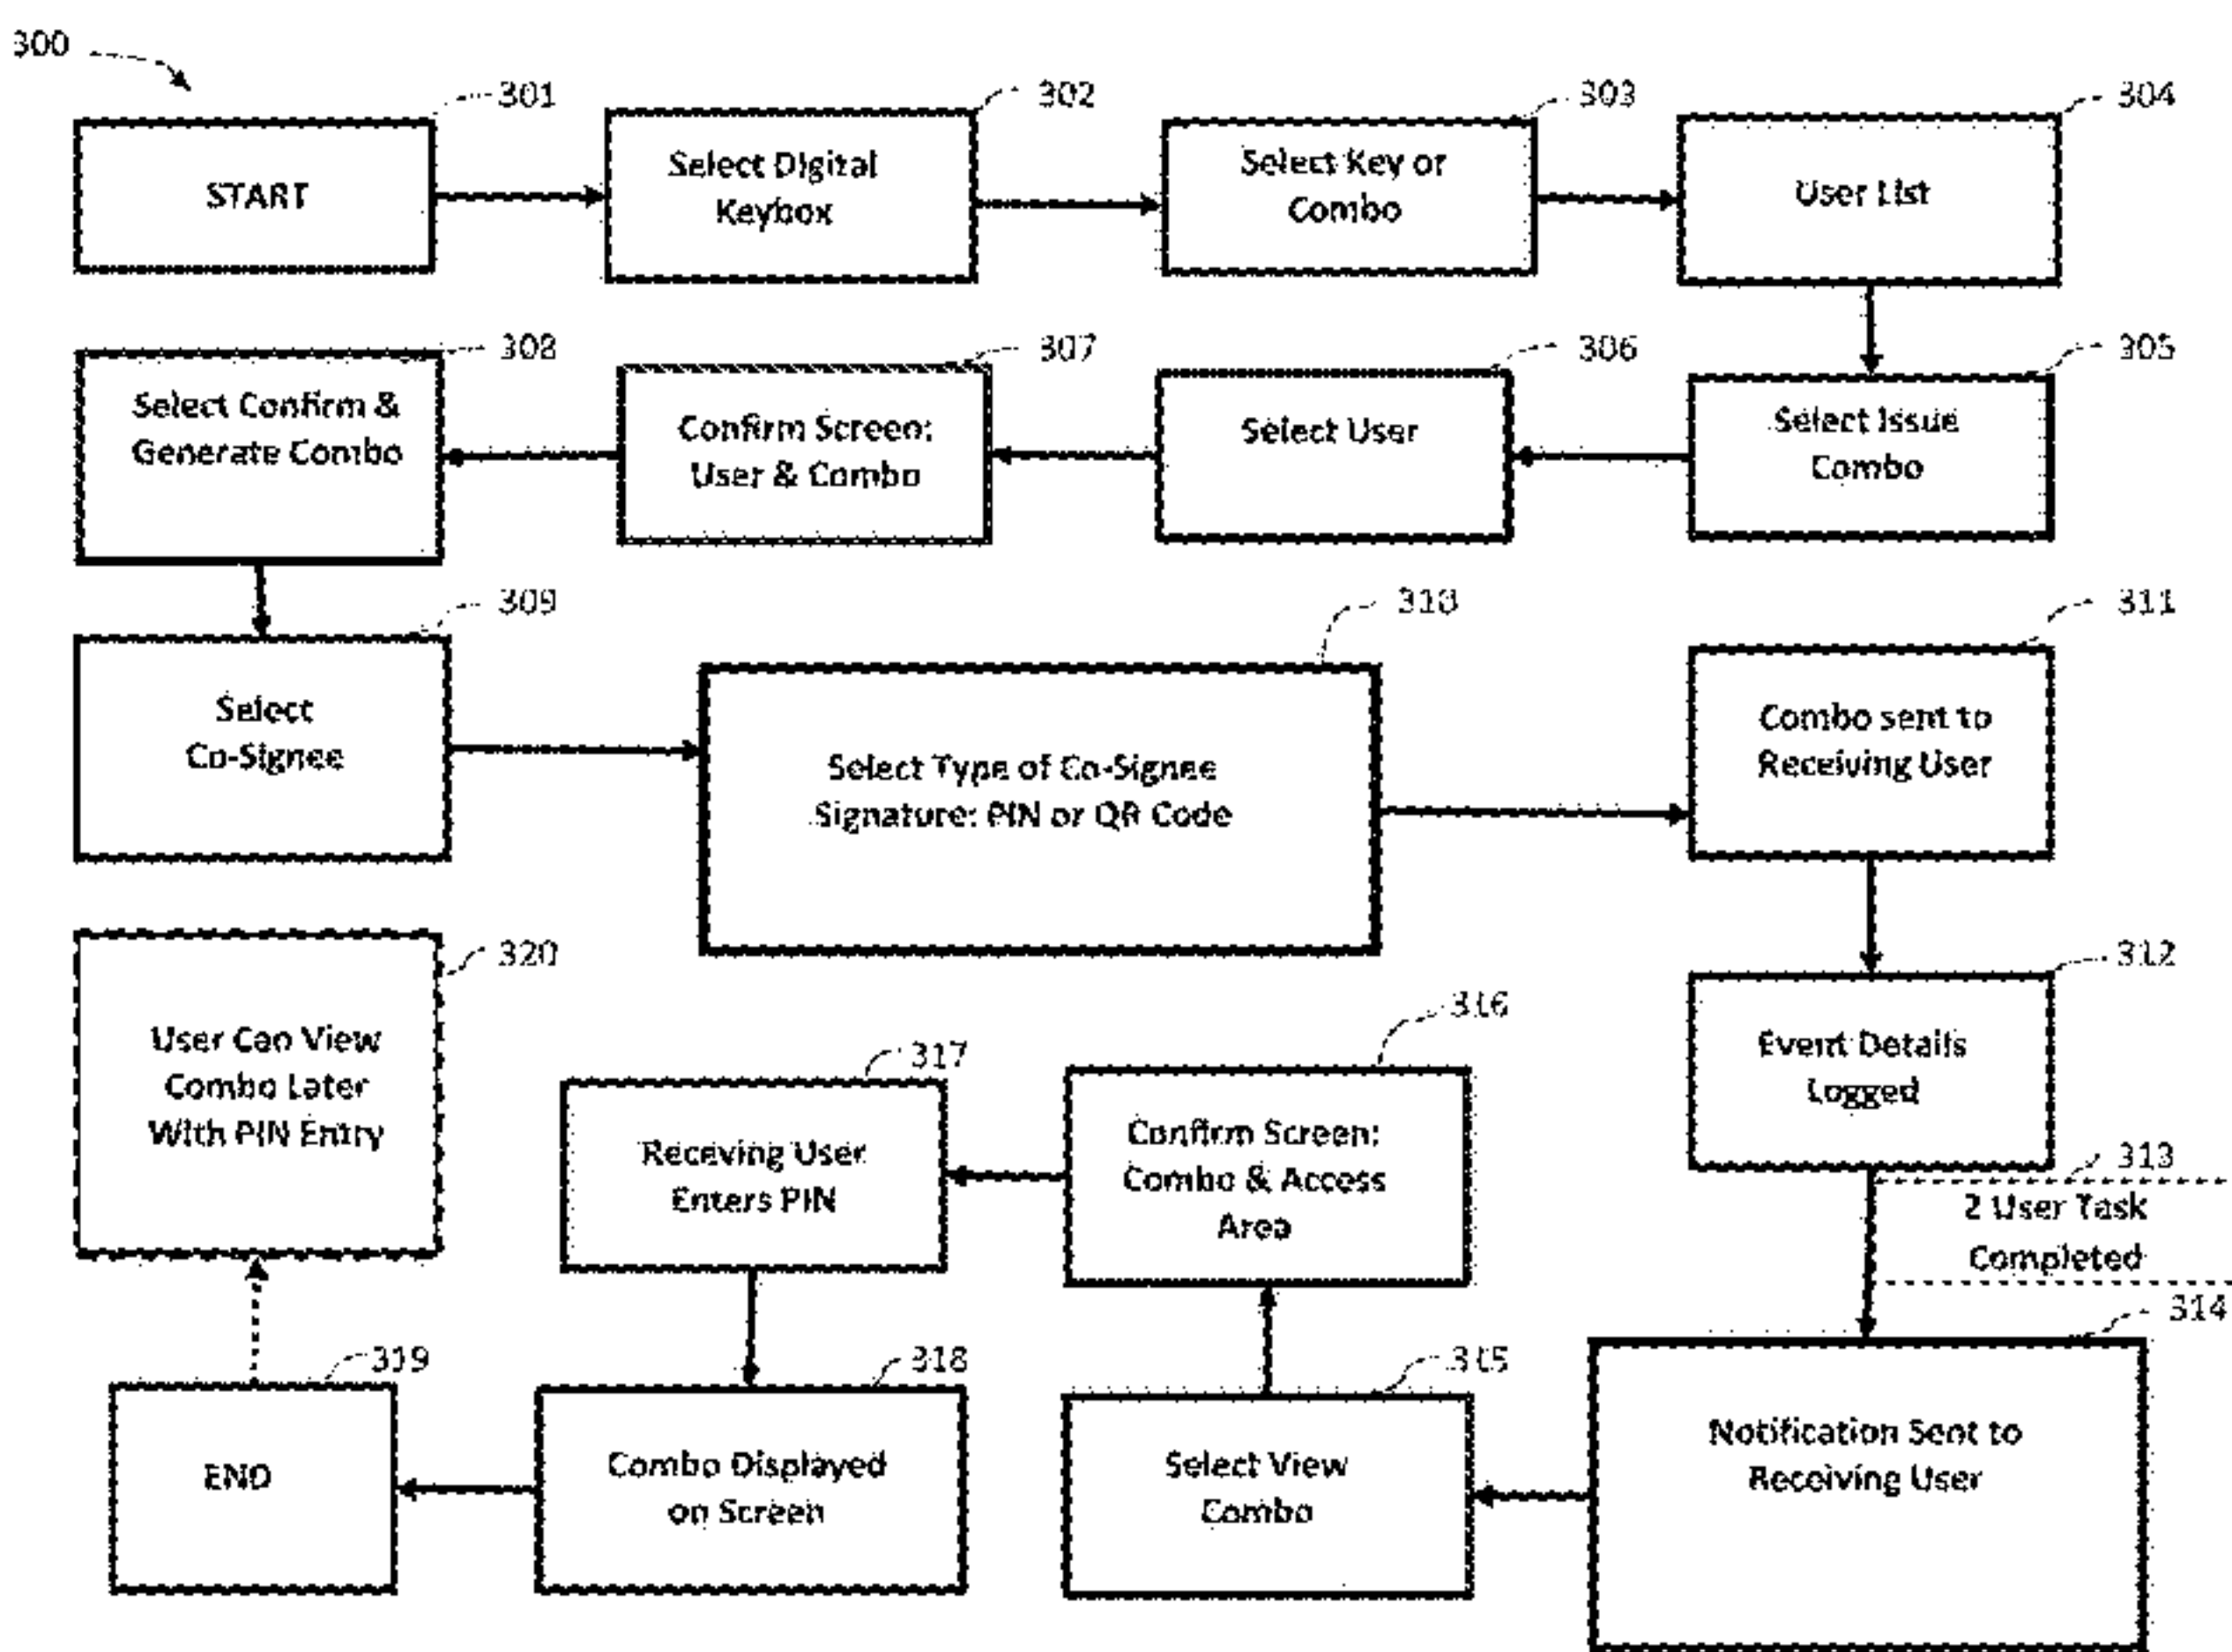 300
301
START
302
Select Digital
Keybox
303
Select Key or
Combo
304
User List
308
Select Confirm &
Generate Combo
307
Confirm Screen:
User & Combo
306
Select User
305
Select Issue
Combo
309
Select
Co-Signee
310
Select Type of Co-Signee
Signature: PIN or QR Code
311
Combo sent to
Receiving User
320
User Can View
Combo Later
With PIN Entry
317
Receving User
Enters PIN
316
Confirm Screen:
Combo & Access
Area
312
Event Details
Logged
313
2 User Task
Completed
319
END
318
Combo Displayed
on Screen
315
Select View
Combo
314
Notification Sent to
Receiving User